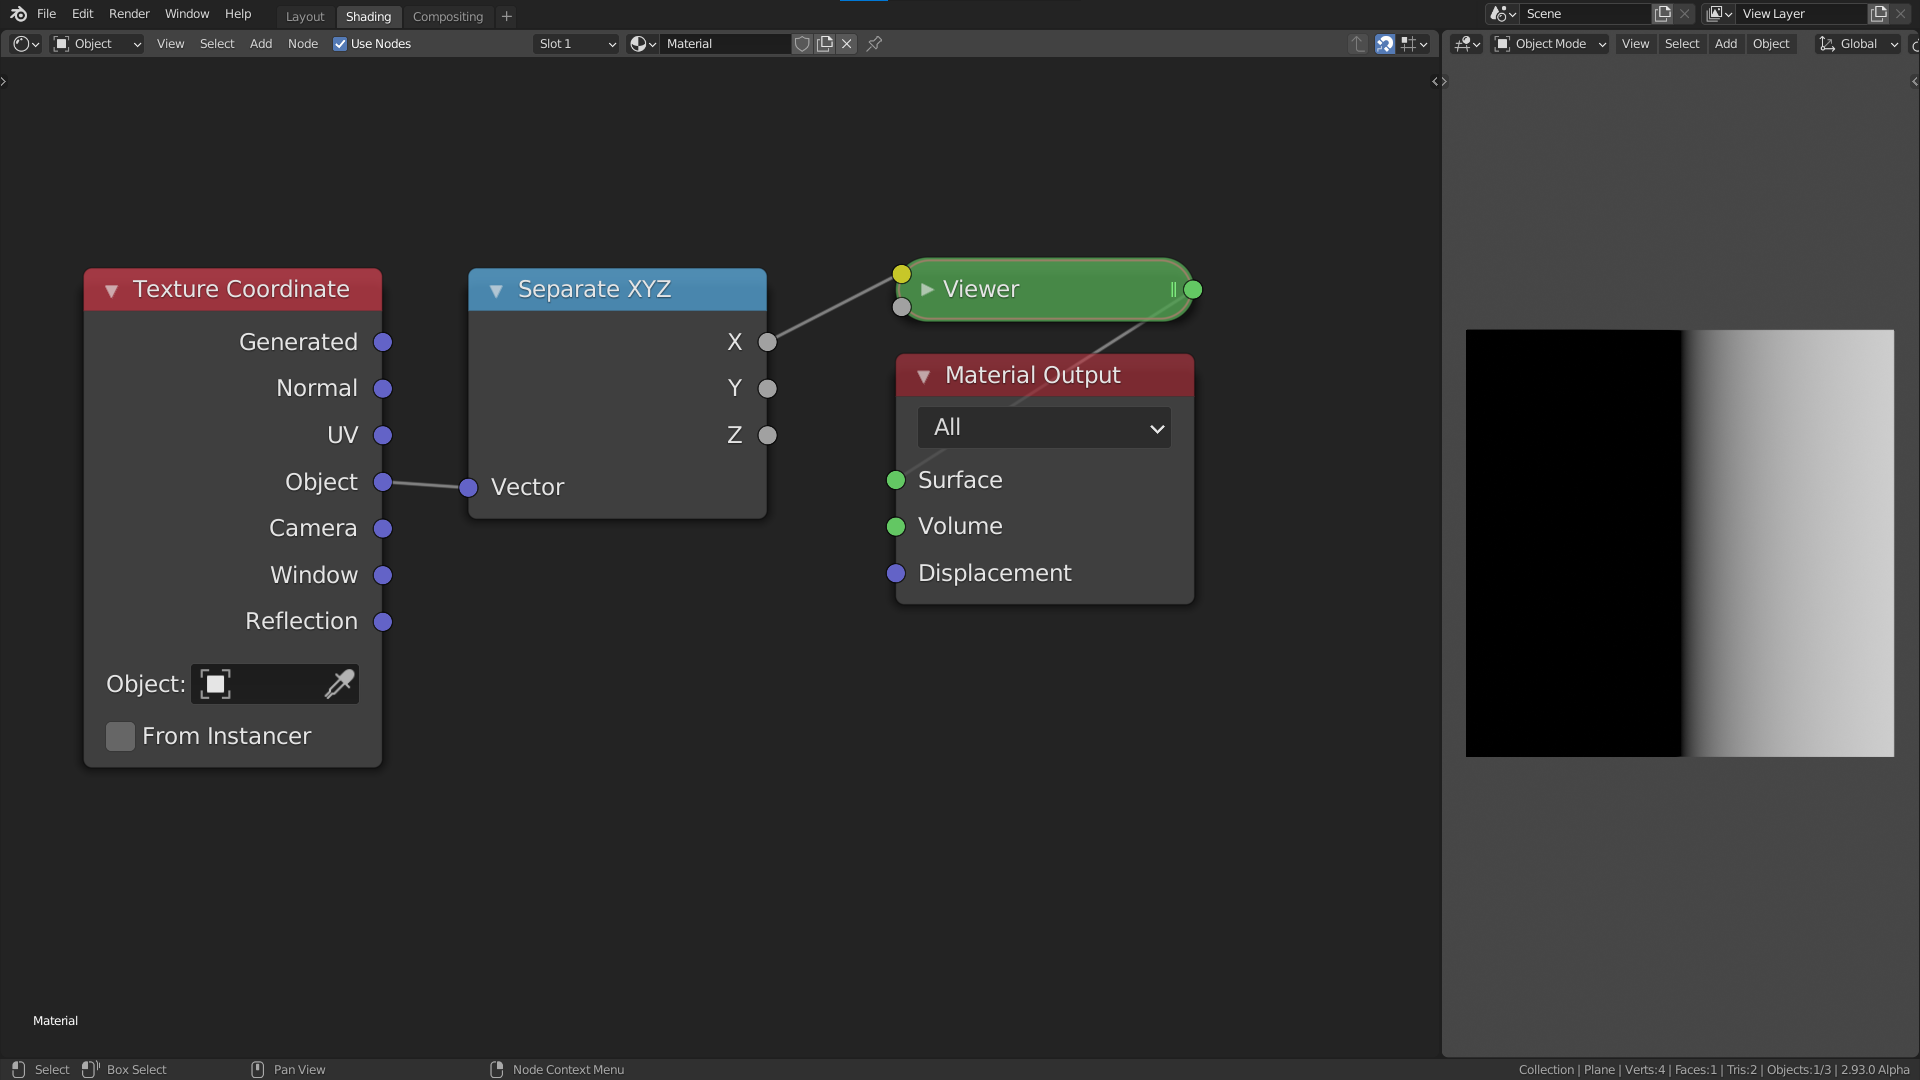 File Edit Render Window Help Layout Shading Compositing Scene View Layer
Object View Select Add Node Use Nodes Slot 1 Material Object Mode View Select Add Object Global
Texture Coordinate
Generated
Normal
UV
Object
Camera
Window
Reflection
Object:
From Instancer
Separate XYZ
X
Y
Z
Vector
Viewer
Material Output
All
Surface
Volume
Displacement
Material
Select Box Select Pan View Node Context Menu Collection | Plane | Verts:4 | Faces:1 | Tris:2 | Objects:1/3 | 2.93.0 Alpha